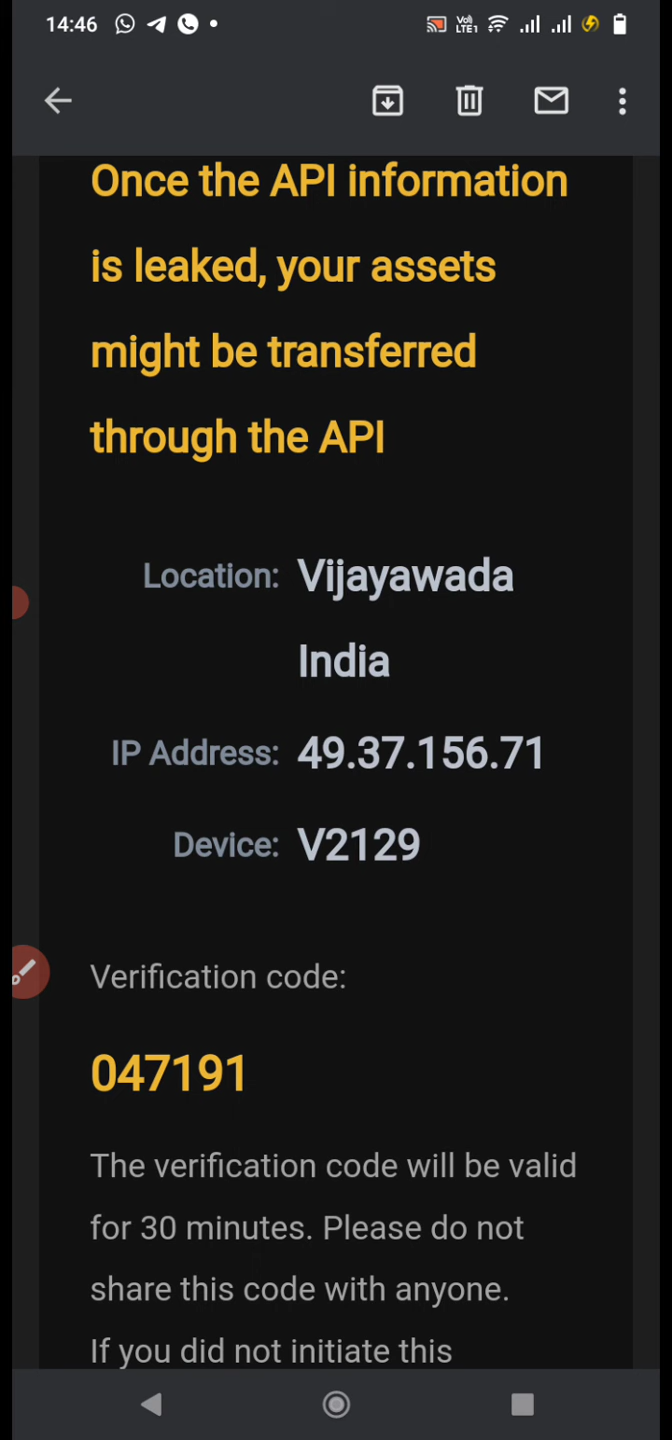 14:46 Vo) LTE1
Once the API information
is leaked, your assets
might be transferred
through the API
Location: Vijayawada
India
IP Address: 49.37.156.71
Device: V2129
Verification code:
047191
The verification code will be valid
for 30 minutes. Please do not
share this code with anyone.
If you did not initiate this